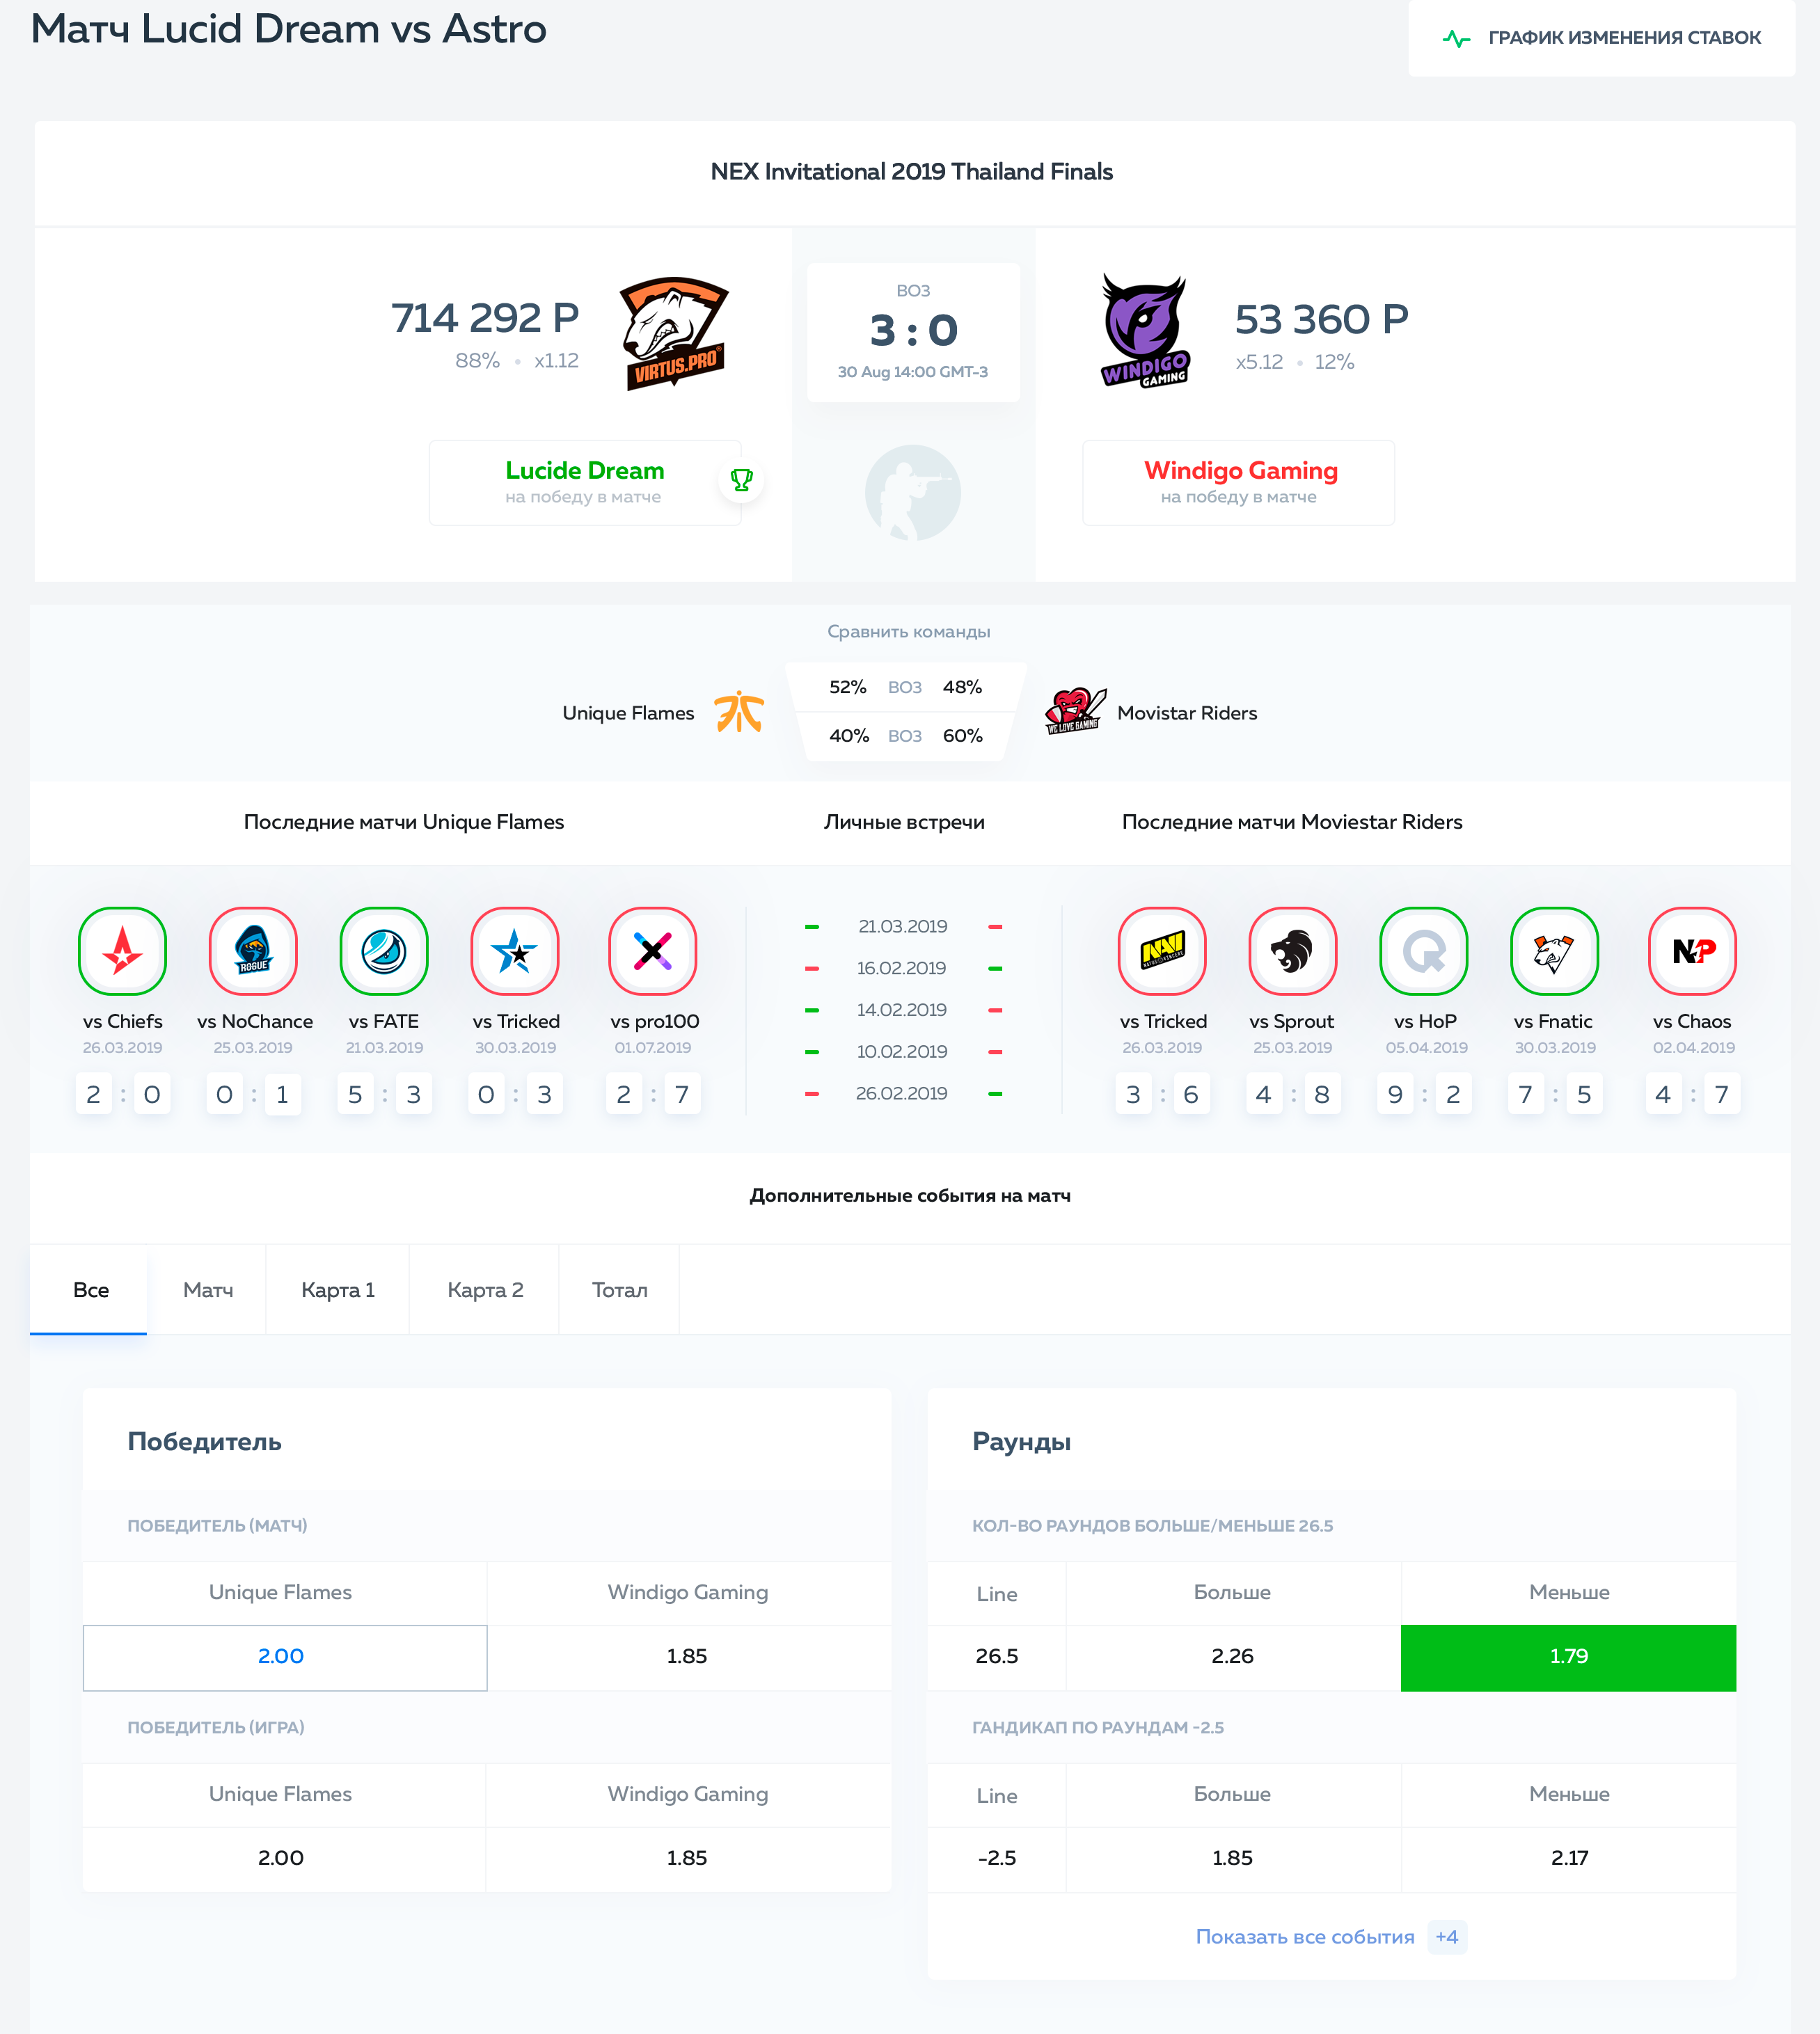 Матч Lucid Dream vs Astro
ГРАФИК ИЗМЕНЕНИЯ СТАВОК
NEX Invitational 2019 Thailand Finals
714 292 Р
88% • x1.12
VIRTUS.PRO
ВОЗ
3 : 0
30 Aug 14:00 GMT-3
WINDIGO
GAMING
53 360 Р
x5.12 • 12%
Lucide Dream
на победу в матче
Windigo Gaming
на победу в матче
Сравнить команды
Unique Flames
52% ВОЗ 48%
40% ВОЗ 60%
WE LOVE GAMING
Movistar Riders
Последние матчи Unique Flames
Личные встречи
Последние матчи Moviestar Riders
ROGUE
vs Chiefs
26.03.2019
2 : 0
vs NoChance
25.03.2019
0 : 1
vs FATE
21.03.2019
5 : 3
vs Tricked
30.03.2019
0 : 3
vs pro100
01.07.2019
2 : 7
21.03.2019
16.02.2019
14.02.2019
10.02.2019
26.02.2019
NAVI
vs Tricked
26.03.2019
3 : 6
vs Sprout
25.03.2019
4 : 8
vs HoP
05.04.2019
9 : 2
vs Fnatic
30.03.2019
7 : 5
vs Chaos
02.04.2019
4 : 7
Дополнительные события на матч
Все
Матч
Карта 1
Карта 2
Тотал
Победитель
ПОБЕДИТЕЛЬ (МАТЧ)
Unique Flames Windigo Gaming
2.00 1.85
ПОБЕДИТЕЛЬ (ИГРА)
Unique Flames Windigo Gaming
2.00 1.85
Раунды
КОЛ-ВО РАУНДОВ БОЛЬШЕ/МЕНЬШЕ 26.5
Line Больше Меньше
26.5 2.26 1.79
ГАНДИКАП ПО РАУНДАМ -2.5
Line Больше Меньше
-2.5 1.85 2.17
Показать все события +4